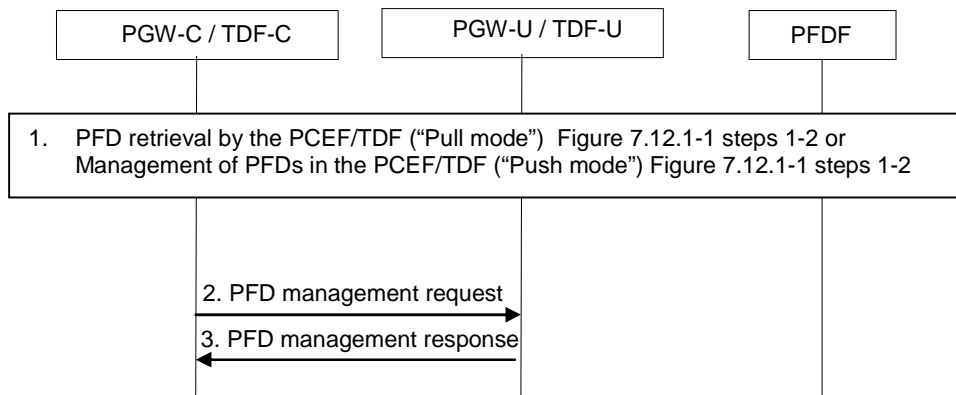 PGW-C / TDF-C
PGW-U / TDF-U
PFDF
1. PFD retrieval by the PCEF/TDF (“Pull mode”) Figure 7.12.1-1 steps 1-2 or
Management of PFDs in the PCEF/TDF (“Push mode”) Figure 7.12.1-1 steps 1-2
2. PFD management request
3. PFD management response